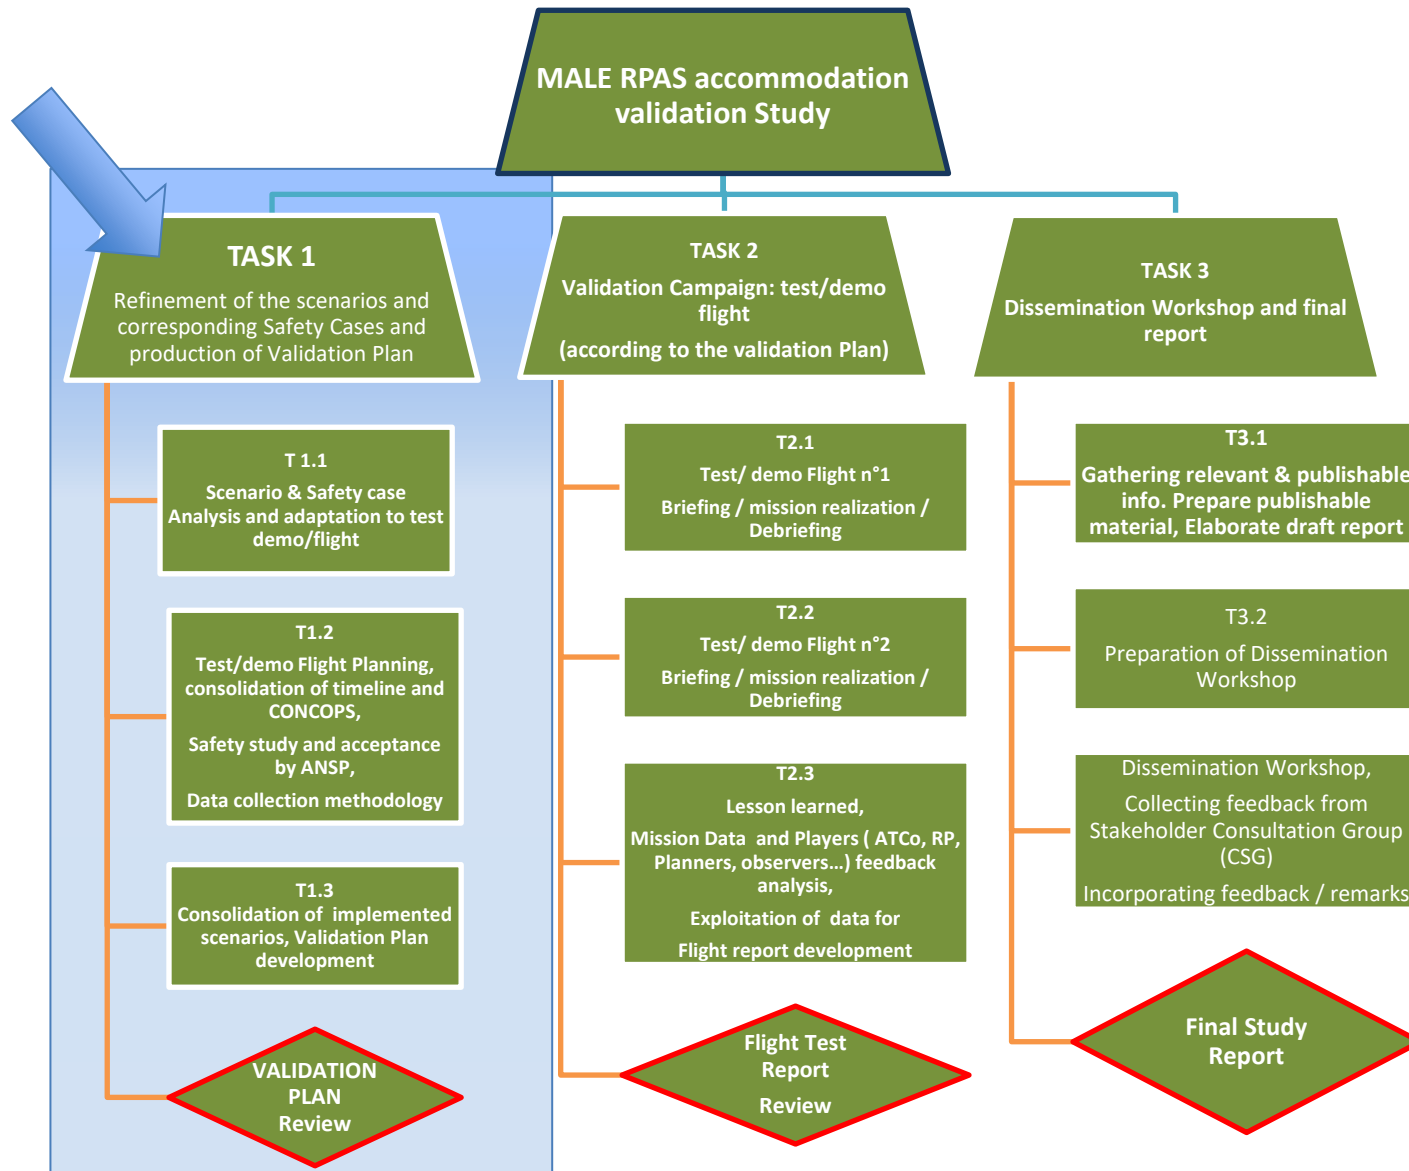 MALE RPAS accommodation
validation Study
TASK 1
Refinement of the scenarios and
corresponding Safety Cases and
production of Validation Plan
T 1.1
Scenario & Safety case
Analysis and adaptation to test
demo/flight
T1.2
Test/demo Flight Planning,
consolidation of timeline and
CONCOPS,
Safety study and acceptance
by ANSP,
Data collection methodology
T1.3
Consolidation of implemented
scenarios, Validation Plan
development
VALIDATION
PLAN
Review
TASK 2
Validation Campaign: test/demo
flight
(according to the validation Plan)
T2.1
Test/ demo Flight n°1
Briefing / mission realization /
Debriefing
T2.2
Test/ demo Flight n°2
Briefing / mission realization /
Debriefing
T2.3
Lesson learned,
Mission Data and Players ( ATCo, RP,
Planners, observers…) feedback
analysis,
Exploitation of data for
Flight report development
Flight Test
Report
Review
TASK 3
Dissemination Workshop and final
report
T3.1
Gathering relevant & publishable
info. Prepare publishable
material, Elaborate draft report
T3.2
Preparation of Dissemination
Workshop
Dissemination Workshop,
Collecting feedback from
Stakeholder Consultation Group
(CSG)
Incorporating feedback / remarks
Final Study
Report